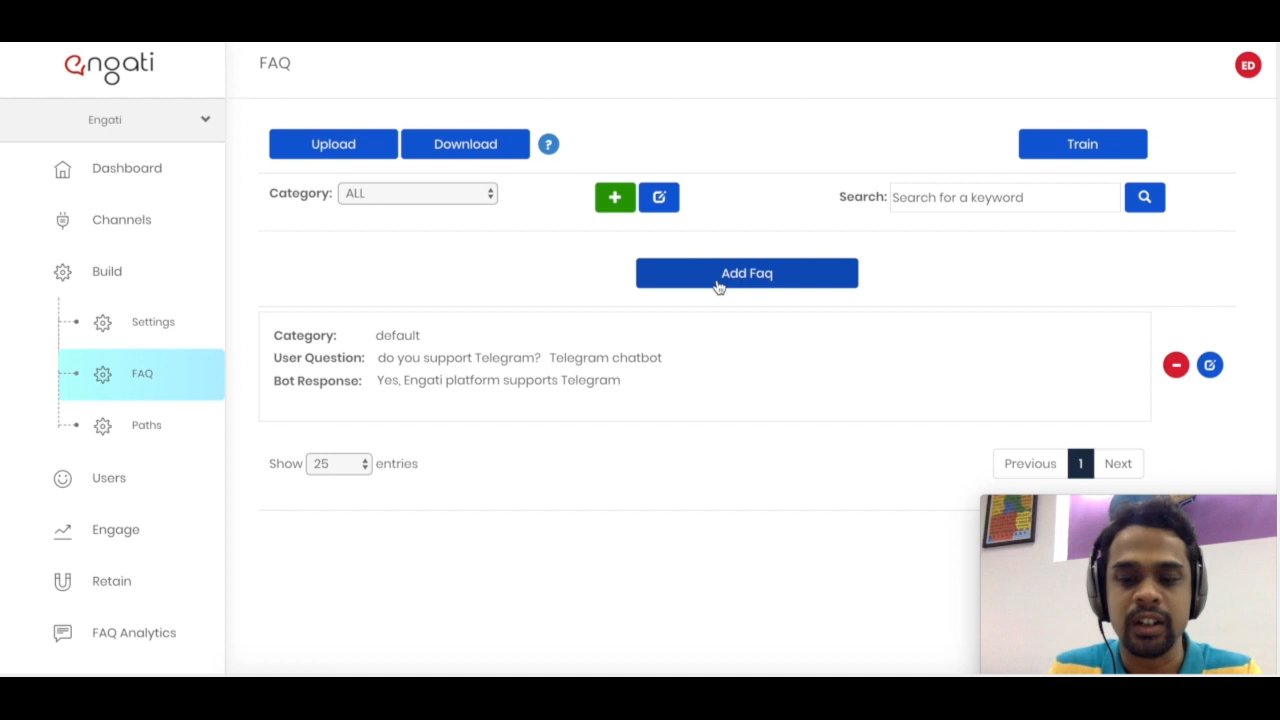 engati
FAQ
ED
Engati
Upload
Download
?
Train
Category:
ALL
Search:
Search for a keyword
Add Faq
Category: default
User Question: do you support Telegram? Telegram chatbot
Bot Response: Yes, Engati platform supports Telegram
Show 25 entries
Previous 1 Next
Dashboard
Channels
Build
Settings
FAQ
Paths
Users
Engage
Retain
FAQ Analytics